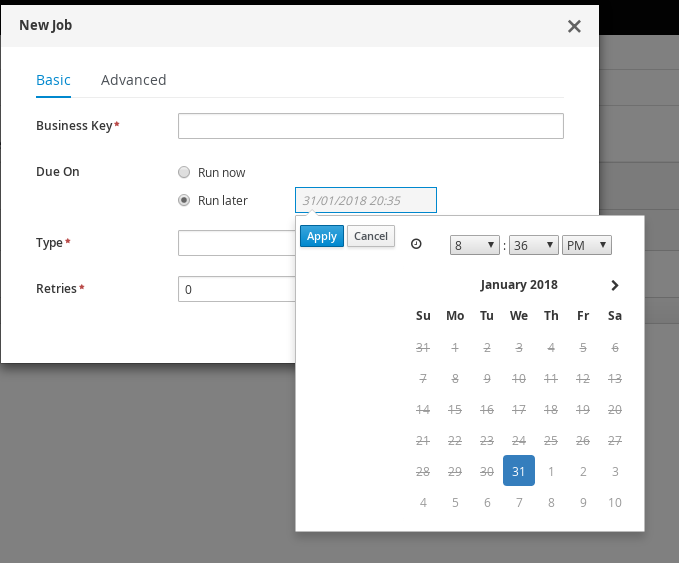 New Job
Basic Advanced
Business Key*
Due On Run now
Run later 31/01/2018 20:35
Apply Cancel 8 : 36 PM
Type*
January 2018
Retries* 0
Su Mo Tu We Th Fr Sa
31 1 2 3 4 5 6
7 8 9 10 11 12 13
14 15 16 17 18 19 20
21 22 23 24 25 26 27
28 29 30 31 1 2 3
4 5 6 7 8 9 10